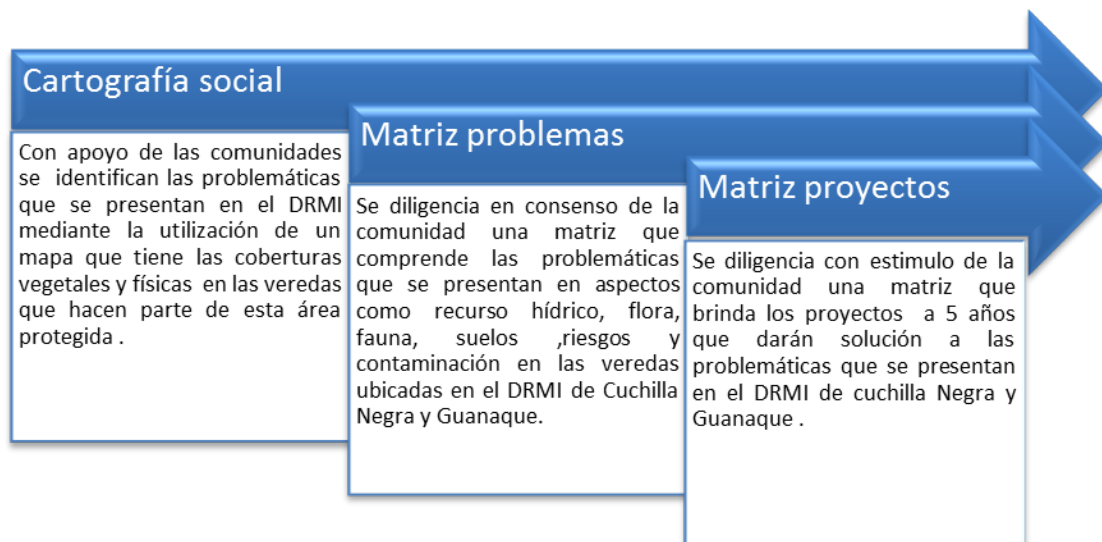 Cartografía social
Con apoyo de las comunidades
se identifican las problemáticas
que se presentan en el DRMI
mediante la utilización de un
mapa que tiene las coberturas
vegetales y físicas en las veredas
que hacen parte de esta área
protegida .
Matriz problemas
Se diligencia en consenso de la
comunidad una matriz que
comprende las problemáticas
que se presentan en aspectos
como recurso hídrico, flora,
fauna, suelos ,riesgos y
contaminación en las veredas
ubicadas en el DRMI de Cuchilla
Negra y Guanaque.
Matriz proyectos
Se diligencia con estimulo de la
comunidad una matriz que
brinda los proyectos a 5 años
que darán solución a las
problemáticas que se presentan
en el DRMI de cuchilla Negra y
Guanaque .